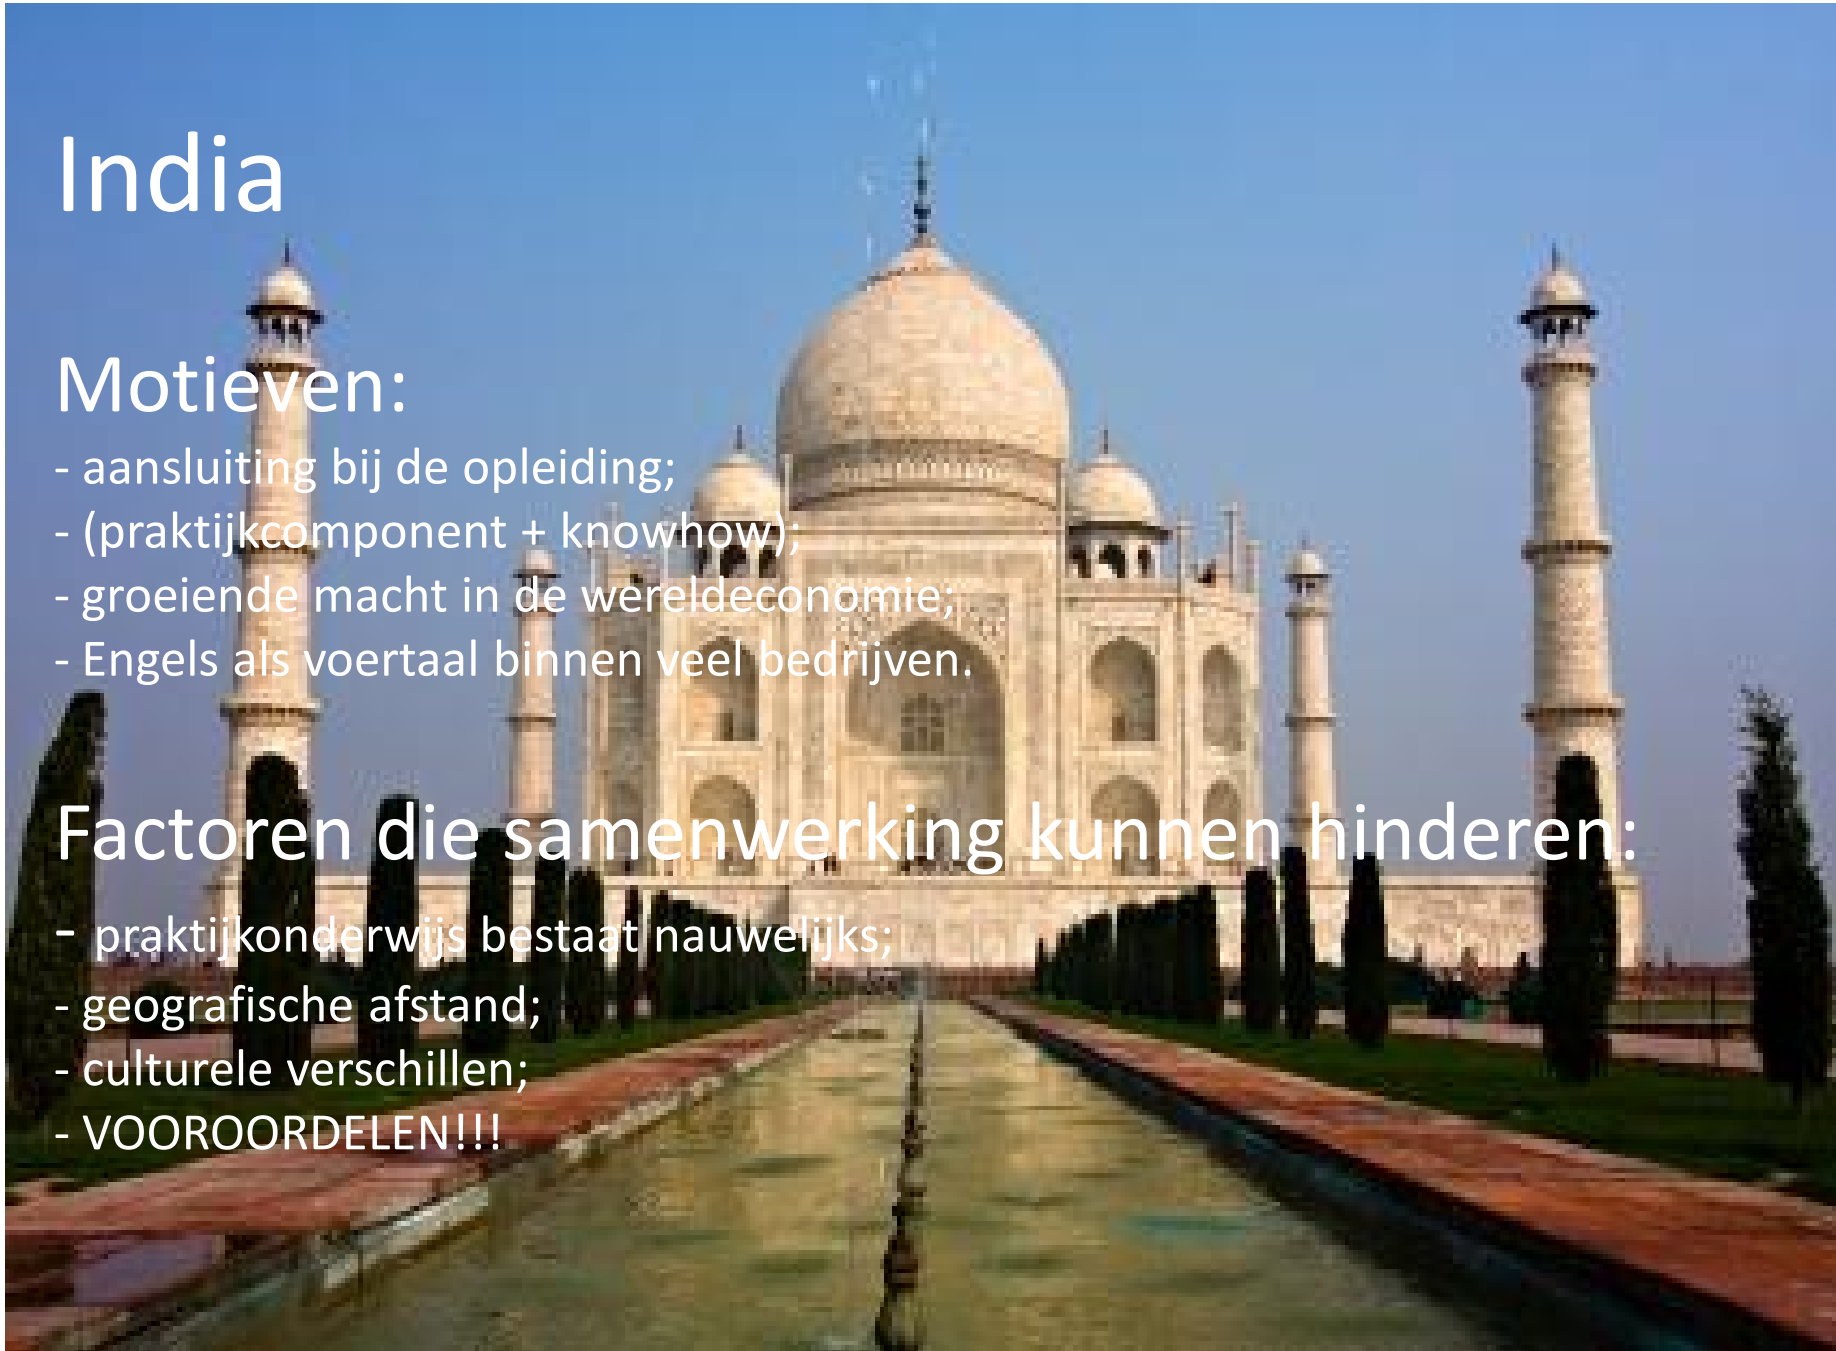 India
Motieven:
- aansluiting bij de opleiding;
- (praktijkcomponent + knowhow);
- groeiende macht in de wereldeconomie;
- Engels als voertaal binnen veel bedrijven.
Factoren die samenwerking kunnen hinderen:
- praktijkonderwijs bestaat nauwelijks;
- geografische afstand;
- culturele verschillen;
- VOOROORDELEN!!!